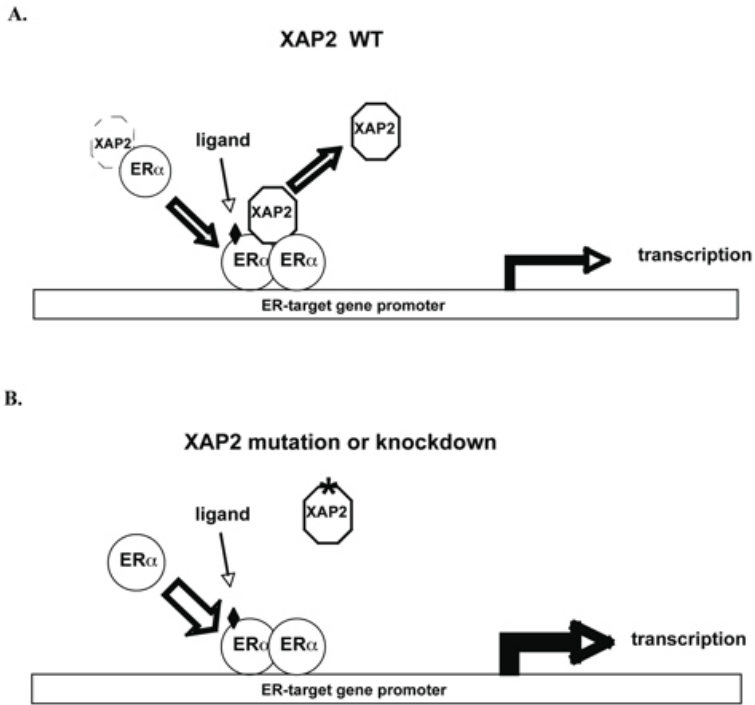 A.
XAP2 WT
XAP2
ligand
XAP2
ERα
XAP2
ERα
ERα
transcription
ER-target gene promoter
B.
XAP2 mutation or knockdown
*
ligand
XAP2
ERα
ERα
ERα
transcription
ER-target gene promoter